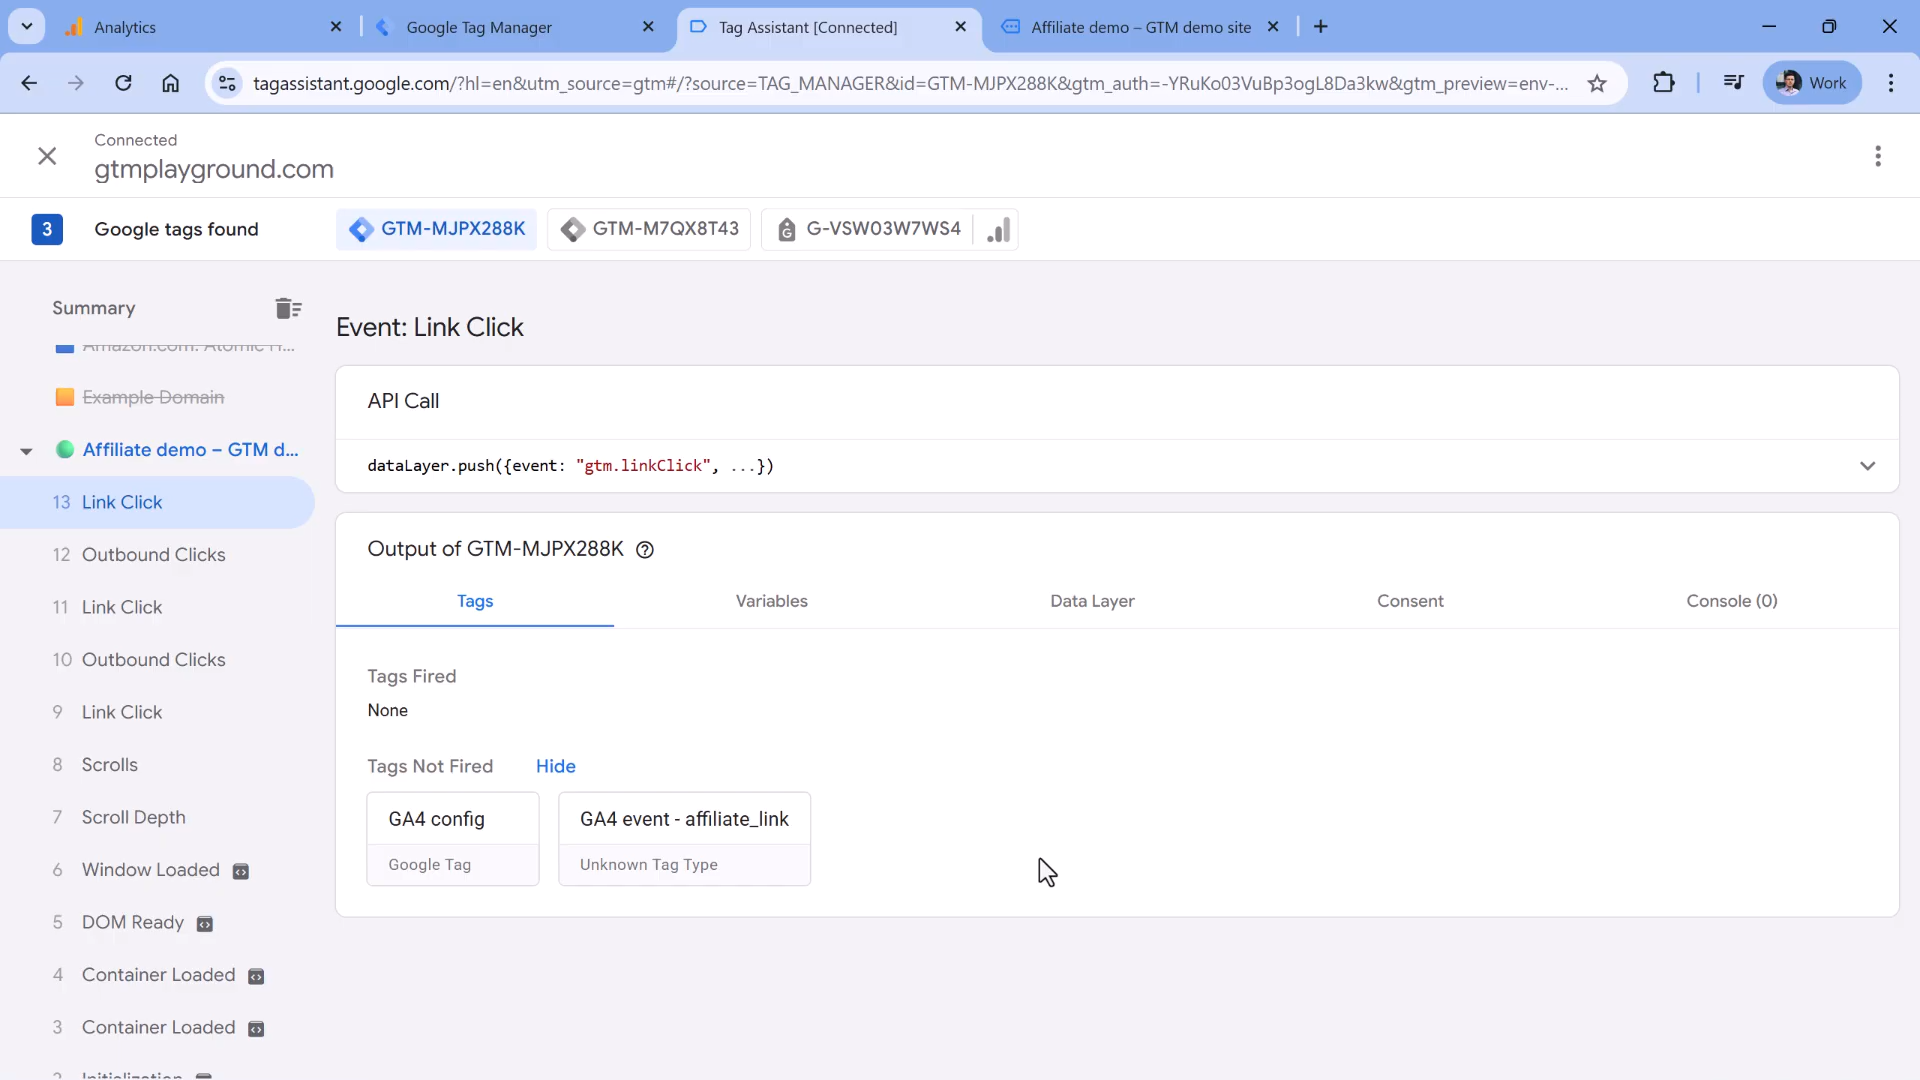 Analytics
Google Tag Manager
Tag Assistant [Connected]
Affiliate demo – GTM demo site
tagassistant.google.com/?hl=en&utm_source=gtm#/?source=TAG_MANAGER&id=GTM-MJPX288K&gtm_auth=-YRuKo03VuBp3ogL8Da3kw&gtm_preview=env-...
Work
Connected
gtmplayground.com
3 Google tags found
GTM-MJPX288K
GTM-M7QX8T43
G-VSW03W7WS4
Summary
Amazon.com: Atomic H...
Example Domain
Affiliate demo – GTM d...
13 Link Click
12 Outbound Clicks
11 Link Click
10 Outbound Clicks
9 Link Click
8 Scrolls
7 Scroll Depth
6 Window Loaded
5 DOM Ready
4 Container Loaded
3 Container Loaded
2 Initialization
Event: Link Click
API Call
dataLayer.push({event: "gtm.linkClick", ...})
Output of GTM-MJPX288K
Tags
Variables
Data Layer
Consent
Console (0)
Tags Fired
None
Tags Not Fired Hide
GA4 config
Google Tag
GA4 event - affiliate_link
Unknown Tag Type